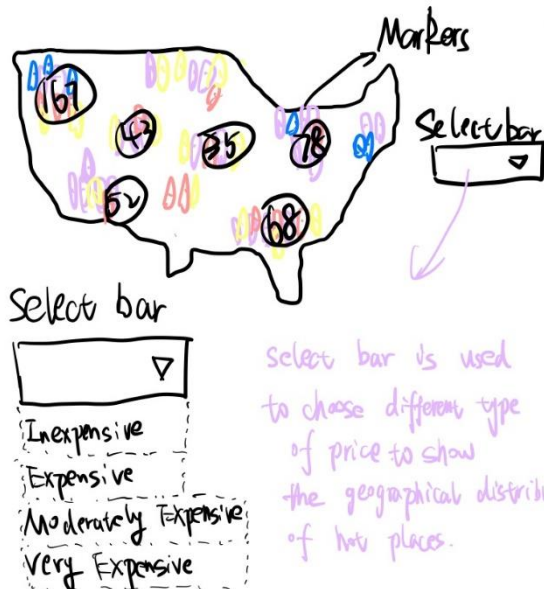 Markers
167
43
35
78
52
68
Select bar
Select bar
Inexpensive
Expensive
Moderately Expensive
Very Expensive
Select bar is used
to choose different type
of price to show
the geographical distrib
of hot places.